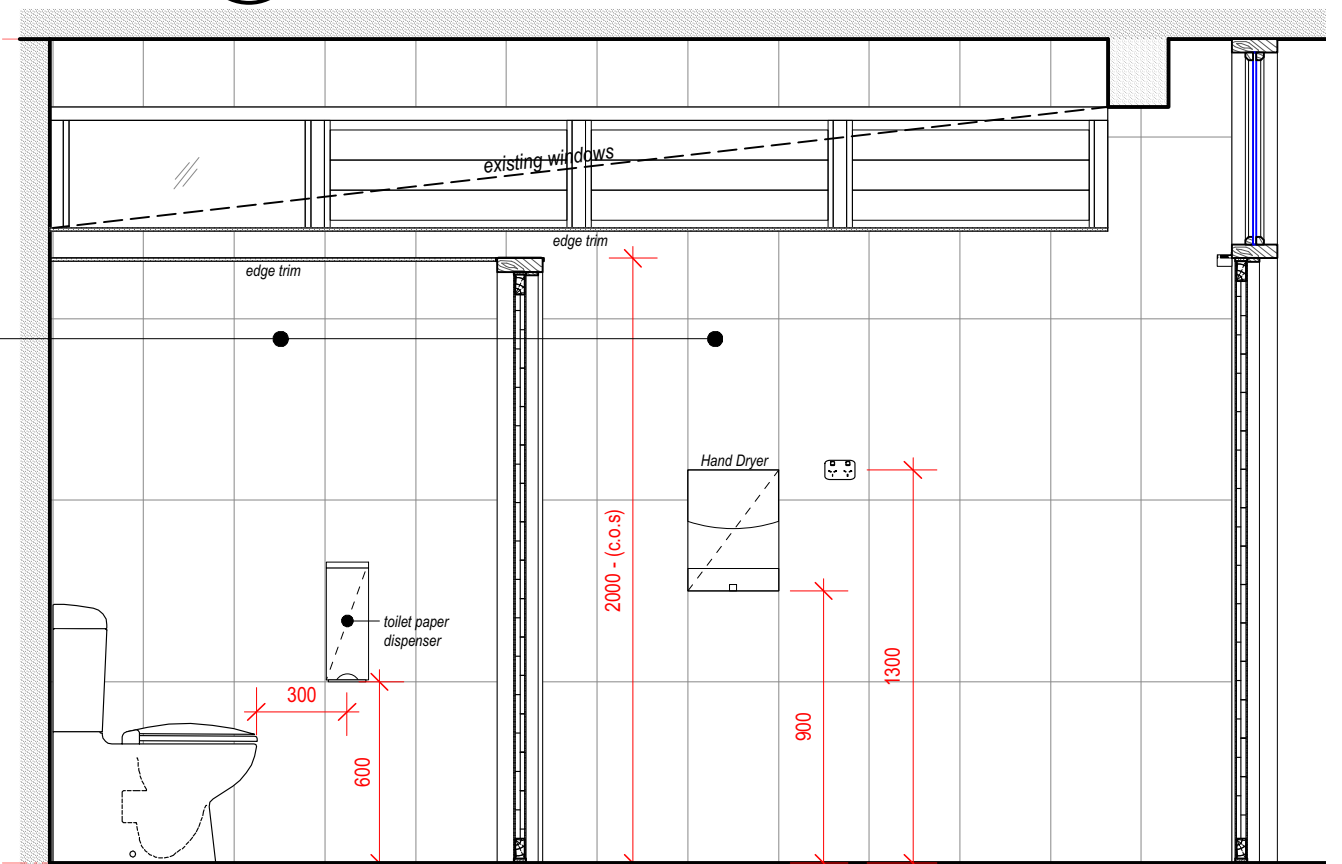 existing windows
edge trim
edge trim
Hand Dryer
2000 - (c.o.s)
toilet paper
dispenser
1300
300
900
600